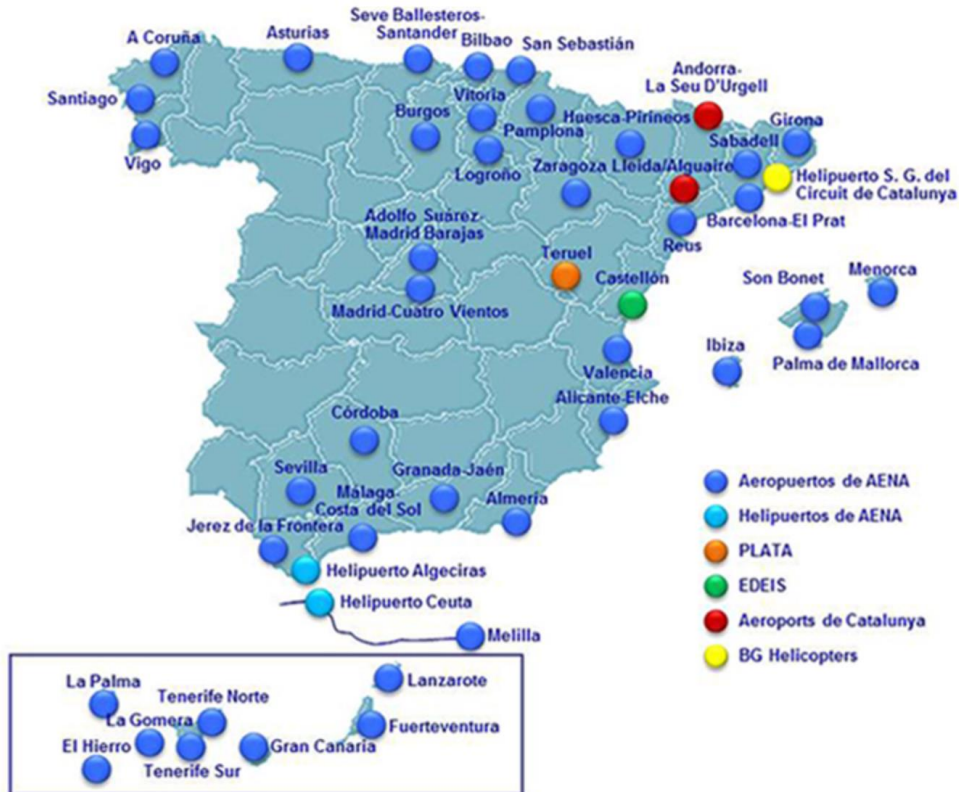 Seve Ballesteros-
Santander
A Coruña
Asturias
Bilbao
San Sebastián
Andorra-
La Seu D'Urgell
Santiago
Vitoria
Burgos
Pamplona
Huesca-Pirineos
Girona
Sabadell
Vigo
Logroño
Zaragoza
Lleida/Alguaire
Helipuerto S. G. del
Circuit de Catalunya
Adolfo Suárez-
Madrid Barajas
Barcelona-El Prat
Reus
Teruel
Castellón
Son Bonet
Menorca
Madrid-Cuatro Vientos
Ibiza
Palma de Mallorca
Valencia
Alicante-Elche
Córdoba
Sevilla
Granada-Jaén
Málaga-
Costa del Sol
Almería
Jerez de la Frontera
Helipuerto Algeciras
Helipuerto Ceuta
Melilla
Aeropuertos de AENA
Helipuertos de AENA
PLATA
EDEIS
Aeroports de Catalunya
BG Helicopters
La Palma
Tenerife Norte
Lanzarote
La Gomera
Fuerteventura
El Hierro
Gran Canaria
Tenerife Sur